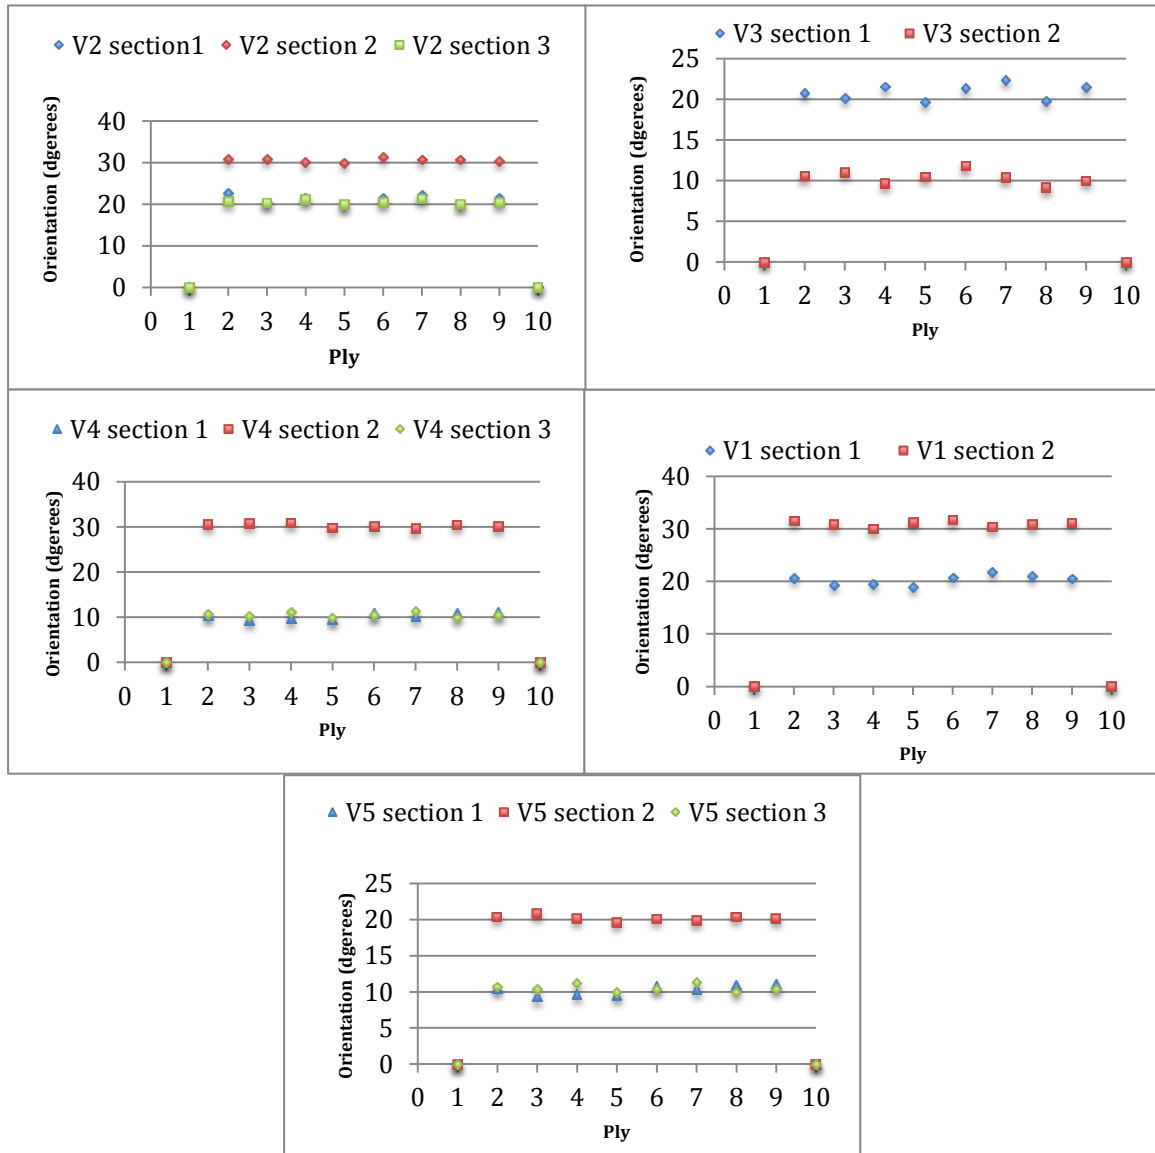 V2 section1 V2 section 2 V2 section 3
Orientation (dgerees)
40
30
20
10
0
0 1 2 3 4 5 6 7 8 9 10
Ply
V3 section 1 V3 section 2
Orientation (dgerees)
25
20
15
10
5
0
0 1 2 3 4 5 6 7 8 9 10
Ply
V4 section 1 V4 section 2 V4 section 3
Orientation (dgerees)
40
30
20
10
0
0 1 2 3 4 5 6 7 8 9 10
Ply
V1 section 1 V1 section 2
Orientation (dgerees)
40
30
20
10
0
0 1 2 3 4 5 6 7 8 9 10
Ply
V5 section 1 V5 section 2 V5 section 3
Orientation (dgerees)
25
20
15
10
5
0
0 1 2 3 4 5 6 7 8 9 10
Ply